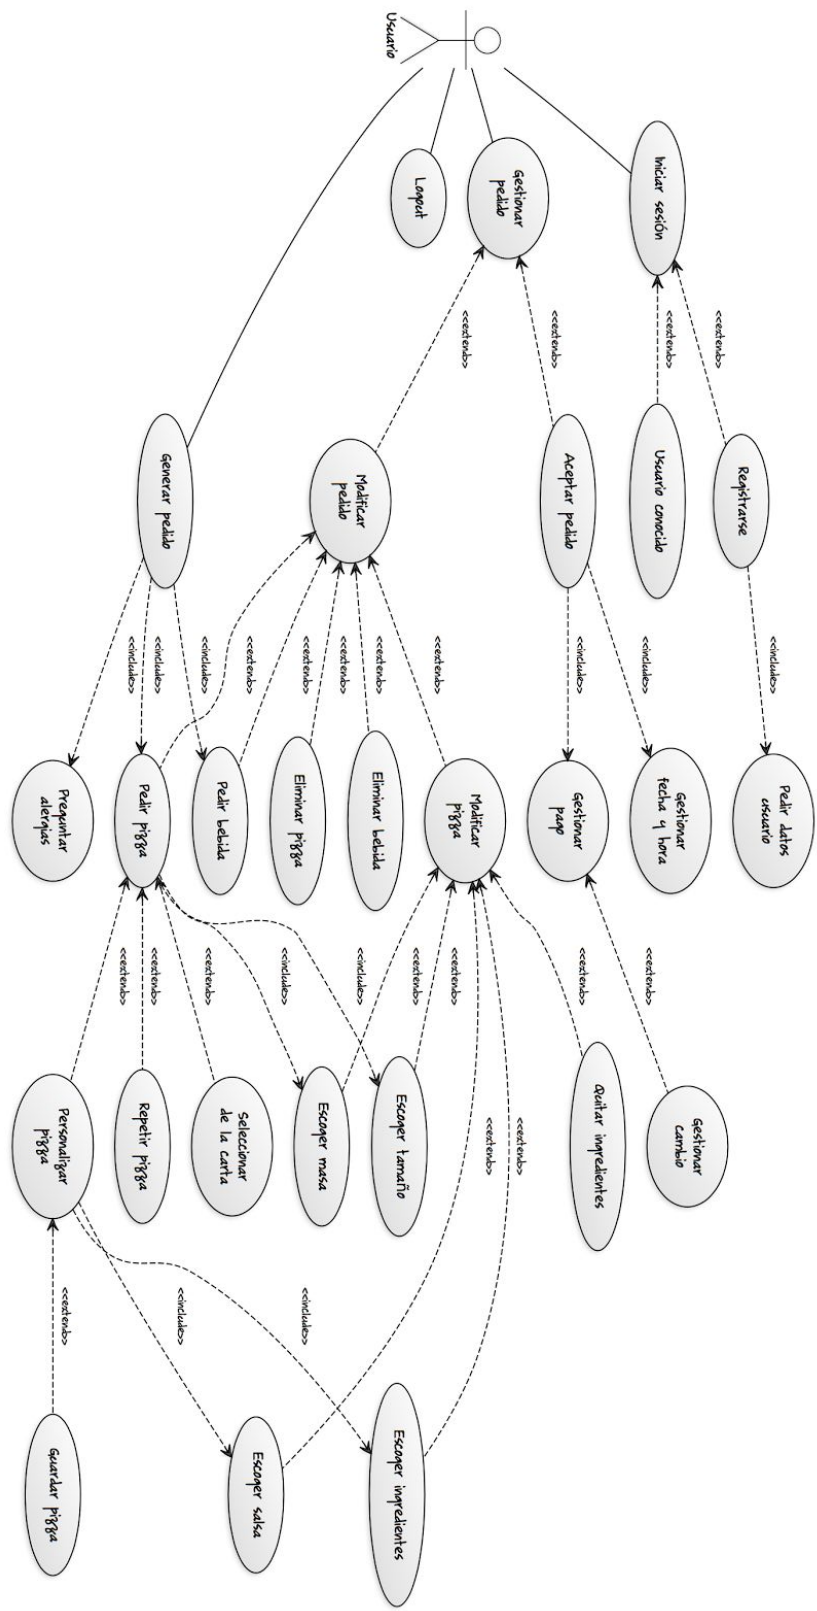 Usuario
Iniciar sesión
Gestionar
pedido
Logout
<<extend>>
<<extend>>
<<extend>>
<<extend>>
Registrarse
Usuario conocido
Aceptar pedido
Modificar
pedido
Generar pedido
<<include>>
<<include>>
<<include>>
<<extend>>
<<extend>>
<<extend>>
<<extend>>
<<extend>>
<<include>>
<<include>>
<<include>>
Pedir datos
usuario
Gestionar
fecha y hora
Gestionar
pago
Modificar
pizza
Eliminar bebida
Eliminar pizza
Pedir bebida
Pedir pizza
Preguntar
alergias
<<extend>>
<<extend>>
<<extend>>
<<extend>>
<<include>>
<<include>>
<<extend>>
<<extend>>
<<extend>>
Gestionar
cambio
Quitar ingredientes
<<extend>>
<<extend>>
Escoger tamaño
Escoger masa
Seleccionar
de la carta
Repetir pizza
Personalizar
pizza
<<include>>
<<include>>
<<extend>>
Escoger ingredientes
Escoger salsa
Guardar pizza